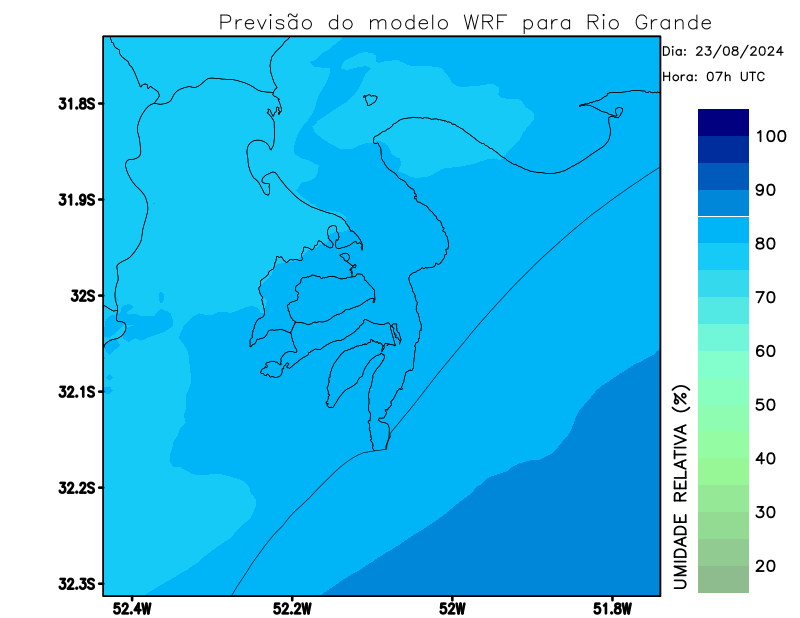 Previsão do modelo WRF para Rio Grande
Dia: 23/08/2024
Hora: 07h UTC
31.8S
31.9S
32S
32.1S
32.2S
32.3S
52.4W
52.2W
52W
51.8W
100
90
80
70
60
50
40
30
20
UMIDADE RELATIVA (%)